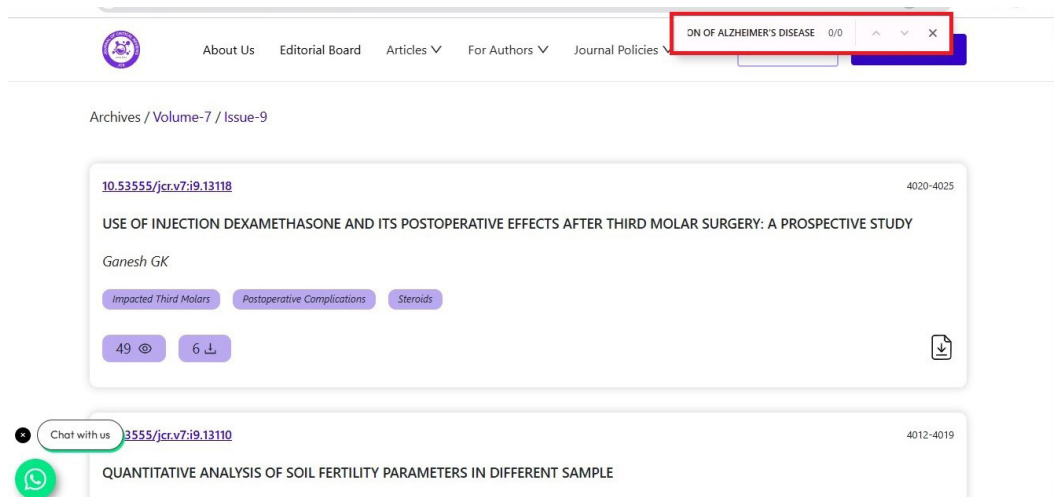 ON OF ALZHEIMER'S DISEASE 0/0
About Us Editorial Board Articles For Authors Journal Policies
Archives / Volume-7 / Issue-9
10.53555/jcr.v7:i9.13118 4020-4025
USE OF INJECTION DEXAMETHASONE AND ITS POSTOPERATIVE EFFECTS AFTER THIRD MOLAR SURGERY: A PROSPECTIVE STUDY
Ganesh GK
Impacted Third Molars Postoperative Complications Steroids
49 6
Chat with us 3555/jcr.v7:i9.13110 4012-4019
QUANTITATIVE ANALYSIS OF SOIL FERTILITY PARAMETERS IN DIFFERENT SAMPLE